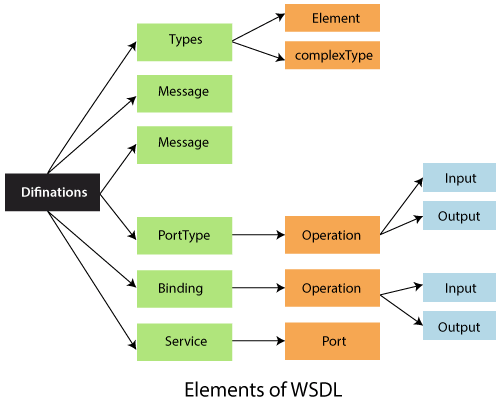 Difinations
Types
Element
complexType
Message
Message
PortType
Operation
Input
Output
Binding
Operation
Input
Output
Service
Port
Elements of WSDL